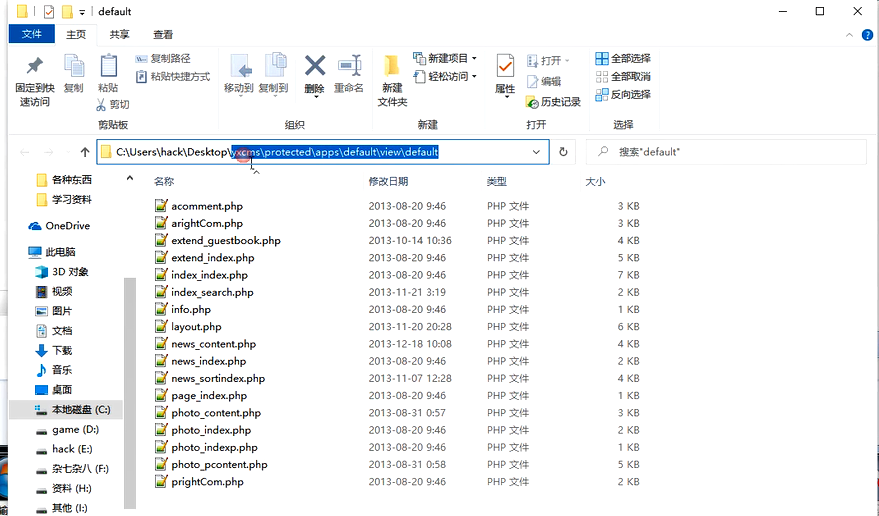 default
文件 主页 共享 查看
固定到快速访问
复制
粘贴
复制路径
粘贴快捷方式
剪切
移动到 复制到 删除 重命名
新建文件夹
新建项目
轻松访问
属性
打开
编辑
历史记录
全部选择
全部取消
反向选择
剪贴板 组织 新建 打开 选择
C:\Users\hack\Desktop\yxcms\protected\apps\default\view\default
搜索"default"
各种东西
学习资料
OneDrive
此电脑
3D 对象
视频
图片
文档
下载
音乐
桌面
本地磁盘 (C:)
game (D:)
hack (E:)
杂七杂八 (F:)
资料 (H:)
其他 (I:)
名称 修改日期 类型 大小
acomment.php 2013-08-20 9:46 PHP 文件 3 KB
arightCom.php 2013-08-20 9:46 PHP 文件 3 KB
extend_guestbook.php 2013-10-14 10:36 PHP 文件 4 KB
extend_index.php 2013-08-20 9:46 PHP 文件 5 KB
index_index.php 2013-08-20 9:46 PHP 文件 7 KB
index_search.php 2013-11-21 3:19 PHP 文件 2 KB
info.php 2013-08-20 9:46 PHP 文件 1 KB
layout.php 2013-11-20 20:28 PHP 文件 6 KB
news_content.php 2013-12-18 10:08 PHP 文件 4 KB
news_index.php 2013-08-20 9:46 PHP 文件 2 KB
news_sortindex.php 2013-11-07 12:28 PHP 文件 4 KB
page_index.php 2013-08-20 9:46 PHP 文件 1 KB
photo_content.php 2013-08-31 0:57 PHP 文件 3 KB
photo_index.php 2013-08-20 9:46 PHP 文件 2 KB
photo_indexp.php 2013-08-20 9:46 PHP 文件 1 KB
photo_pcontent.php 2013-08-31 0:58 PHP 文件 5 KB
prightCom.php 2013-08-20 9:46 PHP 文件 2 KB